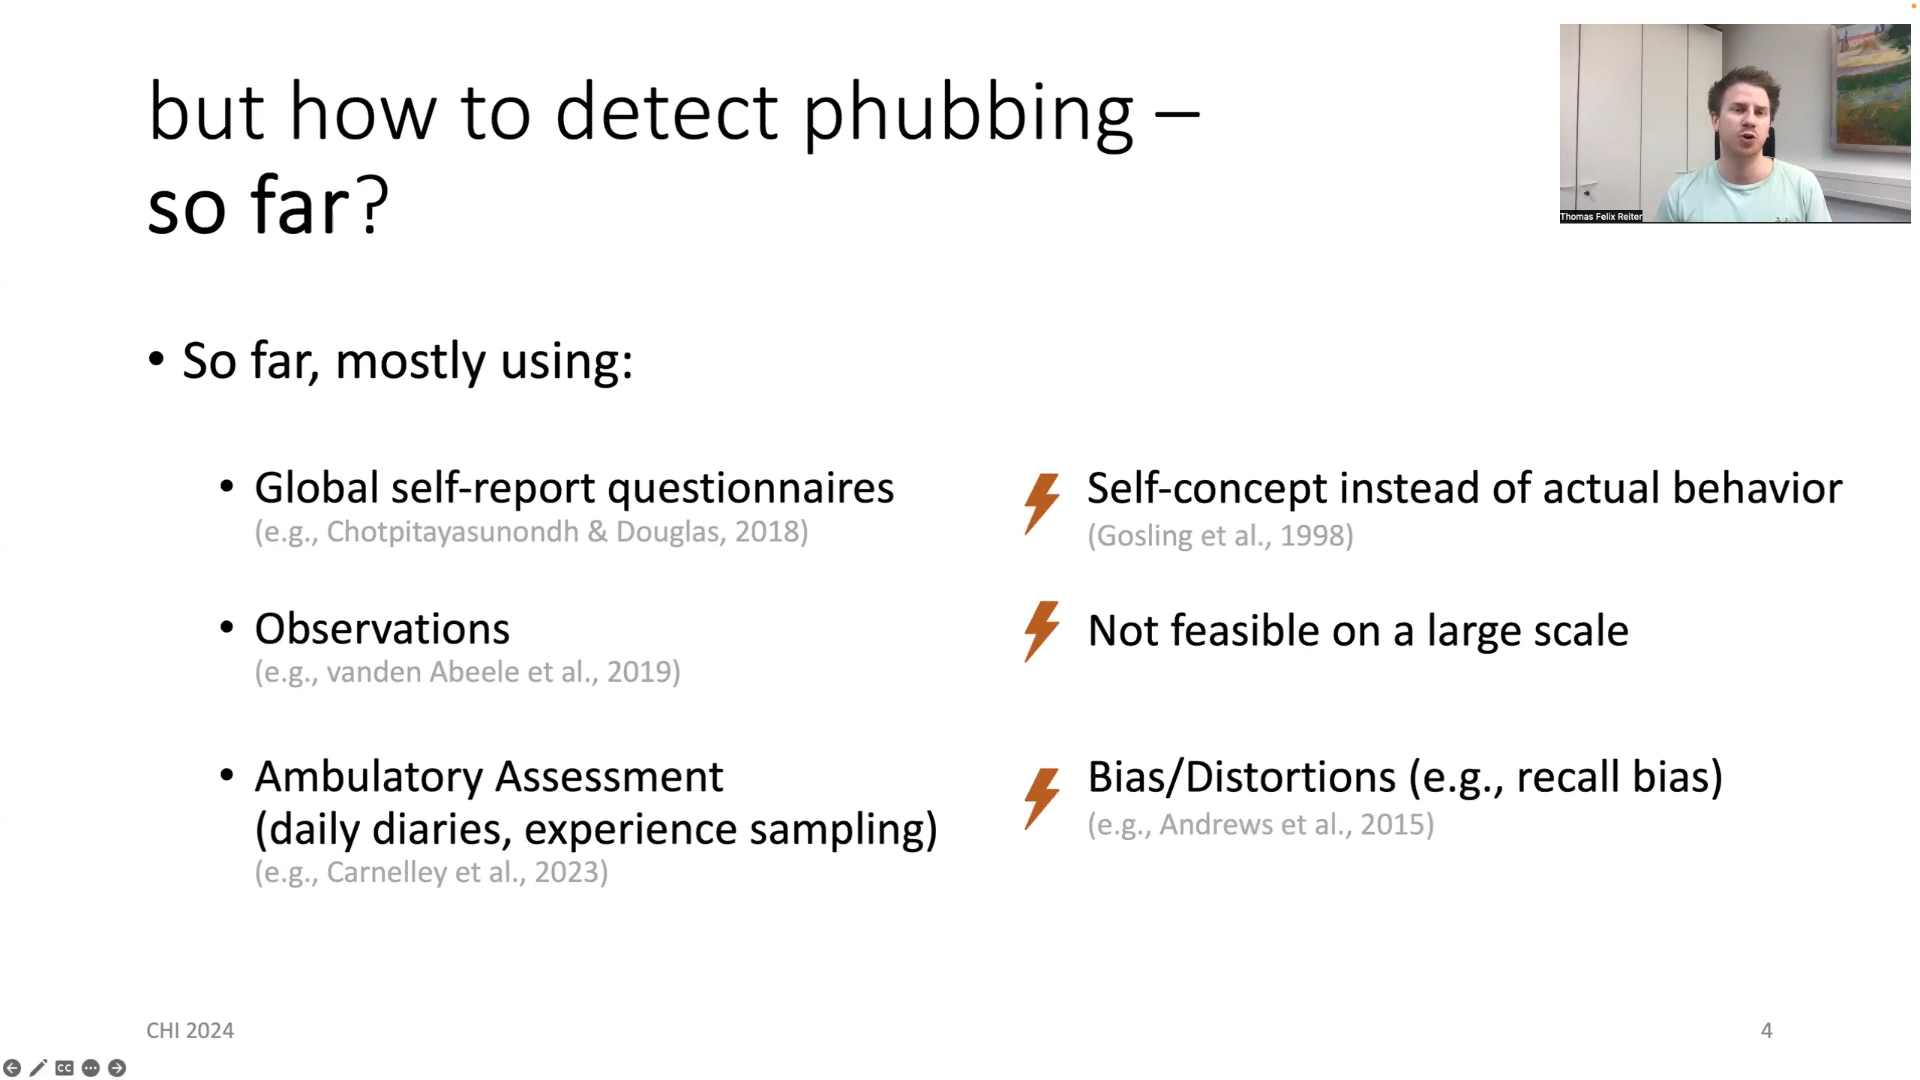 but how to detect phubbing –
so far?
Thomas Felix Reiter
• So far, mostly using:
• Global self-report questionnaires
(e.g., Chotpitayasunondh & Douglas, 2018)
Self-concept instead of actual behavior
(Gosling et al., 1998)
• Observations
(e.g., vanden Abeele et al., 2019)
Not feasible on a large scale
• Ambulatory Assessment
(daily diaries, experience sampling)
(e.g., Carnelley et al., 2023)
Bias/Distortions (e.g., recall bias)
(e.g., Andrews et al., 2015)
CHI 2024
4
CC